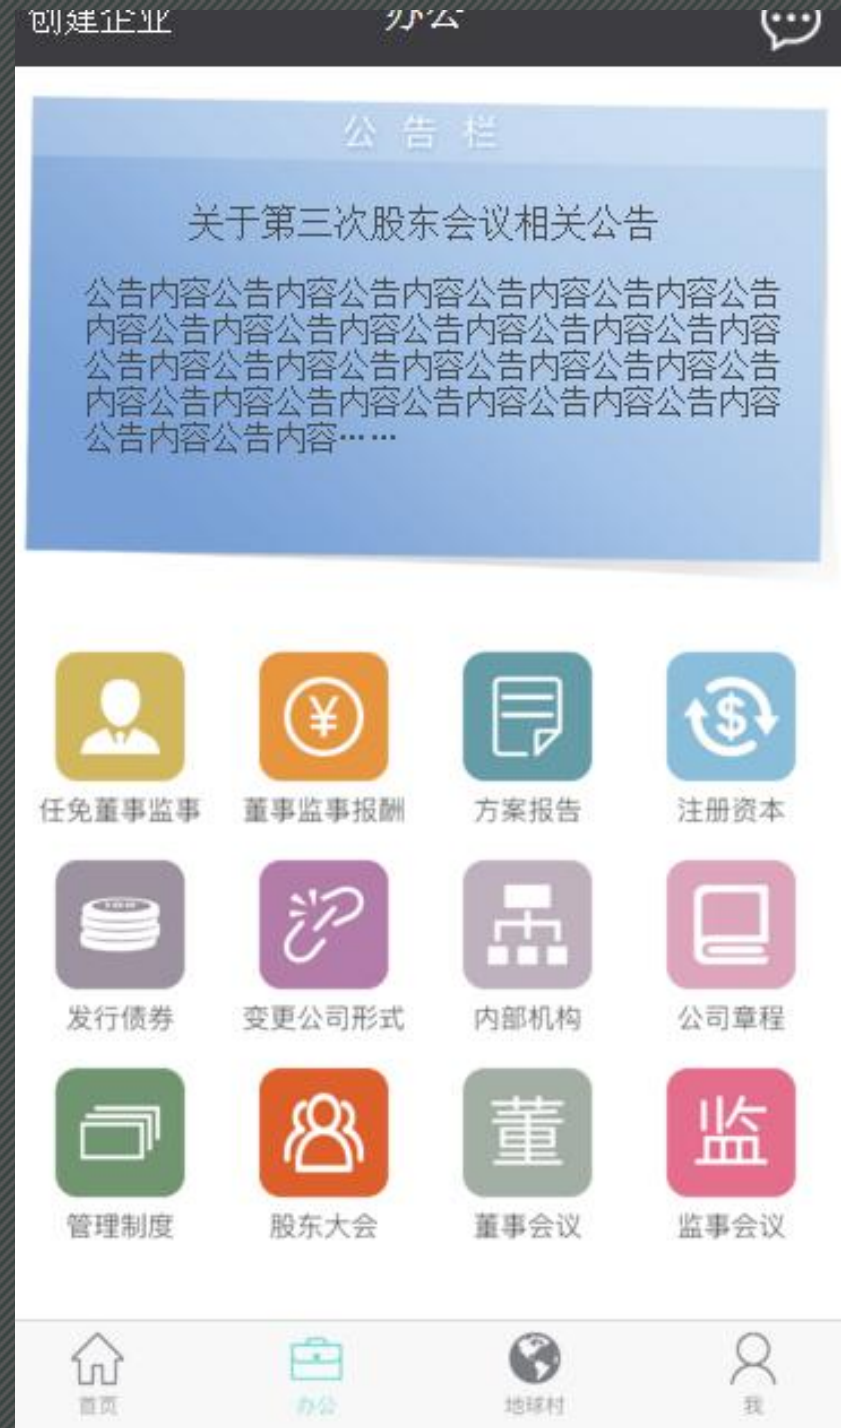 创建企业 办公
公告栏
关于第三次股东会议相关公告
公告内容公告内容公告内容公告内容公告内容公告
内容公告内容公告内容公告内容公告内容公告内容
公告内容公告内容公告内容公告内容公告内容公告
内容公告内容公告内容公告内容公告内容公告内容
公告内容公告内容……
任免董事监事 董事监事报酬 方案报告 注册资本
发行债券 变更公司形式 内部机构 公司章程
董 监
管理制度 股东大会 董事会议 监事会议
首页 办公 地球村 我